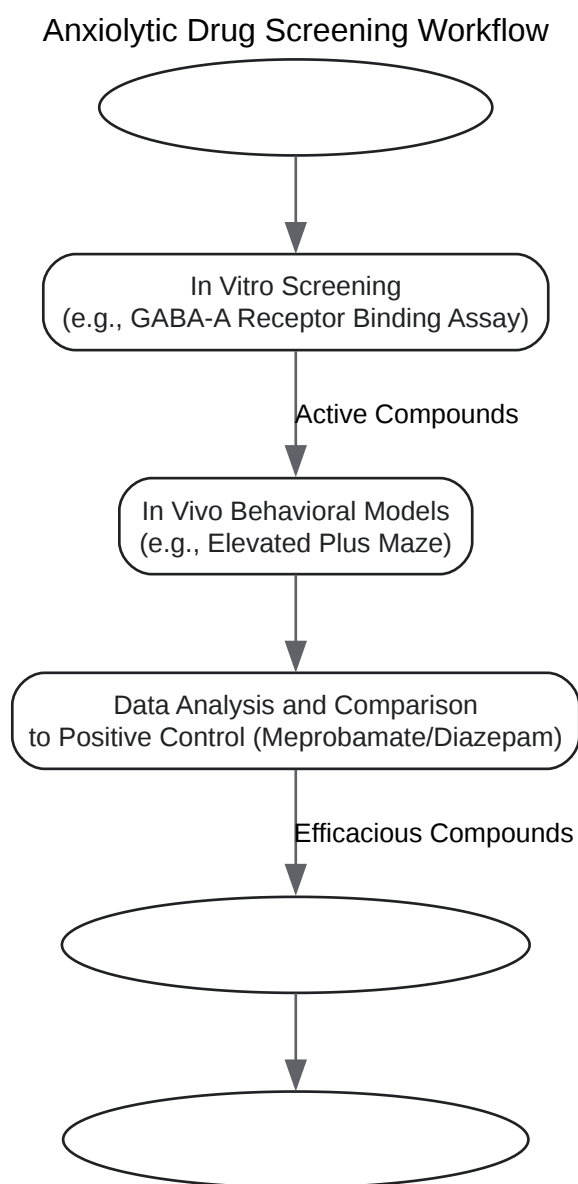 Anxiolytic Drug Screening Workflow
In Vitro Screening
(e.g., GABA-A Receptor Binding Assay)
Active Compounds
In Vivo Behavioral Models
(e.g., Elevated Plus Maze)
Data Analysis and Comparison
to Positive Control (Meprobamate/Diazepam)
Efficacious Compounds